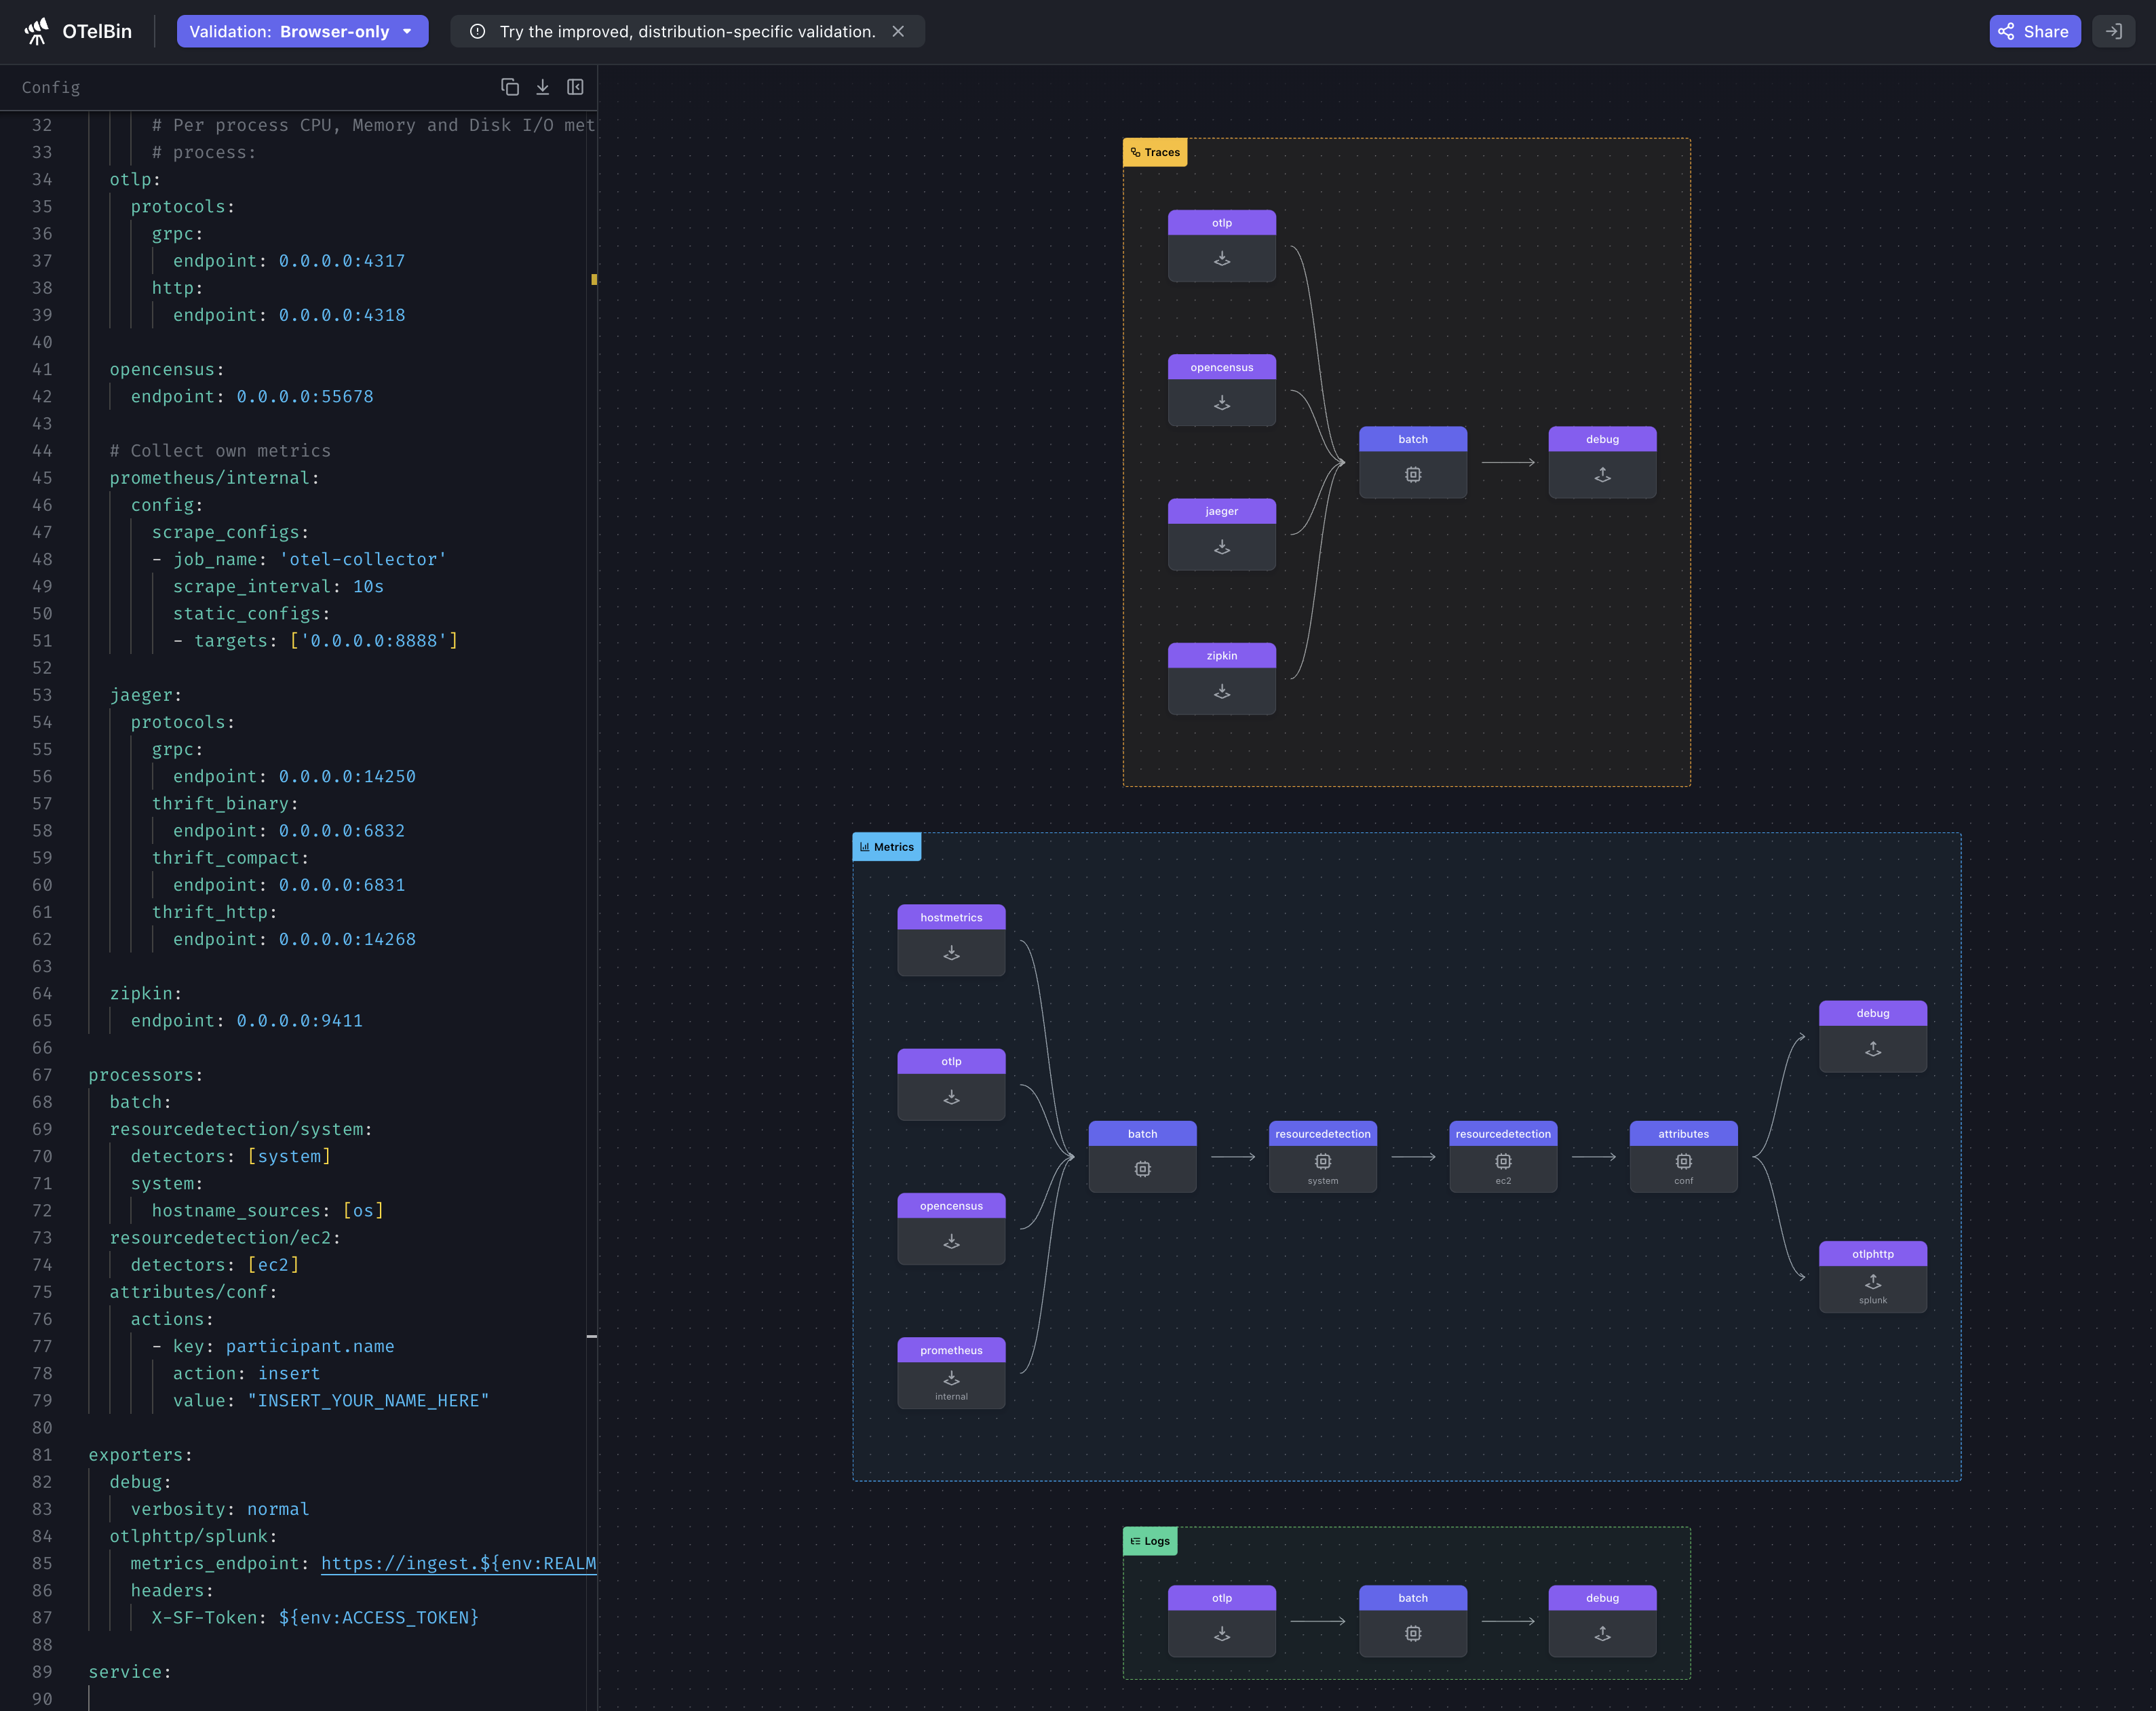 OTelBin
Validation: Browser-only
Try the improved, distribution-specific validation.
Share
Config
32 # Per process CPU, Memory and Disk I/O met
33 # process:
34 otlp:
35 protocols:
36 grpc:
37 endpoint: 0.0.0.0:4317
38 http:
39 endpoint: 0.0.0.0:4318
40
41 opencensus:
42 endpoint: 0.0.0.0:55678
43
44 # Collect own metrics
45 prometheus/internal:
46 config:
47 scrape_configs:
48 - job_name: 'otel-collector'
49 scrape_interval: 10s
50 static_configs:
51 - targets: ['0.0.0.0:8888']
52
53 jaeger:
54 protocols:
55 grpc:
56 endpoint: 0.0.0.0:14250
57 thrift_binary:
58 endpoint: 0.0.0.0:6832
59 thrift_compact:
60 endpoint: 0.0.0.0:6831
61 thrift_http:
62 endpoint: 0.0.0.0:14268
63
64 zipkin:
65 endpoint: 0.0.0.0:9411
66
67 processors:
68 batch:
69 resourcedetection/system:
70 detectors: [system]
71 system:
72 hostname_sources: [os]
73 resourcedetection/ec2:
74 detectors: [ec2]
75 attributes/conf:
76 actions:
77 - key: participant.name
78 action: insert
79 value: "INSERT_YOUR_NAME_HERE"
80
81 exporters:
82 debug:
83 verbosity: normal
84 otlphttp/splunk:
85 metrics_endpoint: https://ingest.${env:REALM
86 headers:
87 X-SF-Token: ${env:ACCESS_TOKEN}
88
89 service:
90
Traces
otlp
opencensus
batch
debug
jaeger
zipkin
Metrics
hostmetrics
otlp
opencensus
prometheus
internal
batch
resourcedetection
system
resourcedetection
ec2
attributes
conf
debug
otlphttp
splunk
Logs
otlp
batch
debug